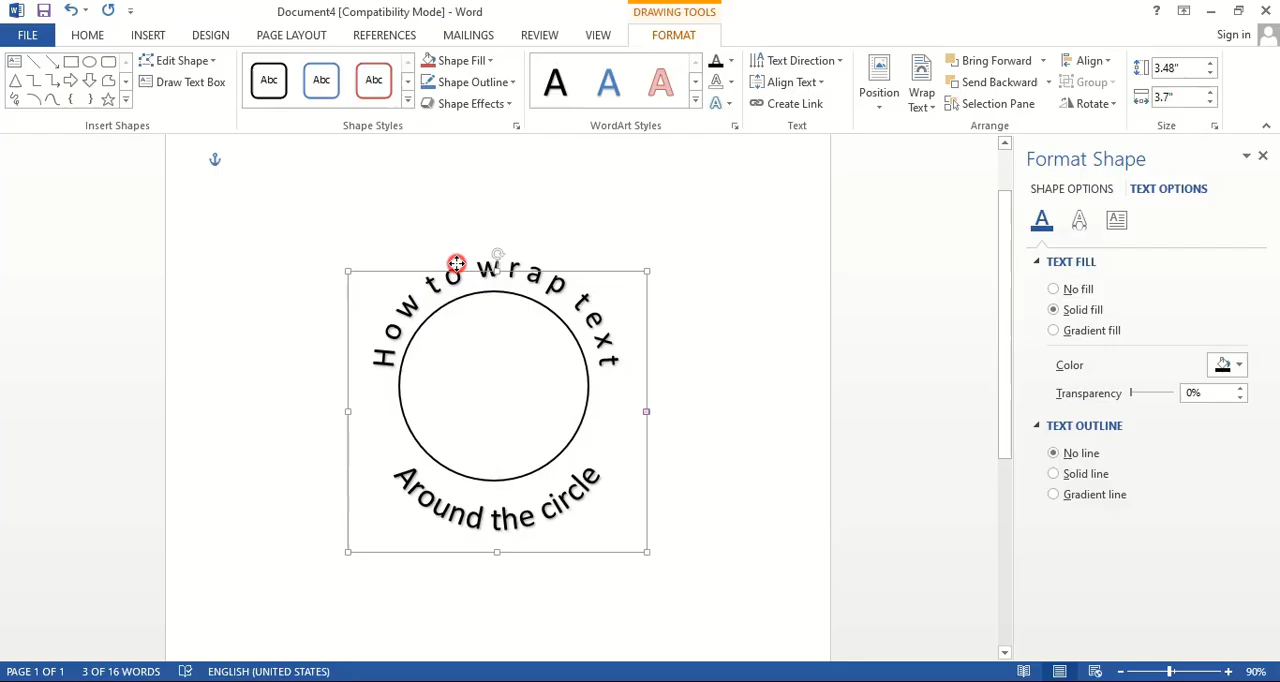 Document4 [Compatibility Mode] - Word
DRAWING TOOLS
?
FILE HOME INSERT DESIGN PAGE LAYOUT REFERENCES MAILINGS REVIEW VIEW FORMAT Sign in
Edit Shape
Draw Text Box
Insert Shapes
Abc Abc Abc
Shape Fill
Shape Outline
Shape Effects
Shape Styles
A A A
WordArt Styles
Text Direction
Align Text
Create Link
Text
Position
Wrap
Text
Bring Forward
Send Backward
Selection Pane
Align
Group
Rotate
Arrange
3.48"
3.7"
Size
How to wrap text
Around the circle
Format Shape
SHAPE OPTIONS TEXT OPTIONS
TEXT FILL
No fill
Solid fill
Gradient fill
Color
Transparency 0%
TEXT OUTLINE
No line
Solid line
Gradient line
PAGE 1 OF 1 3 OF 16 WORDS ENGLISH (UNITED STATES) 90%